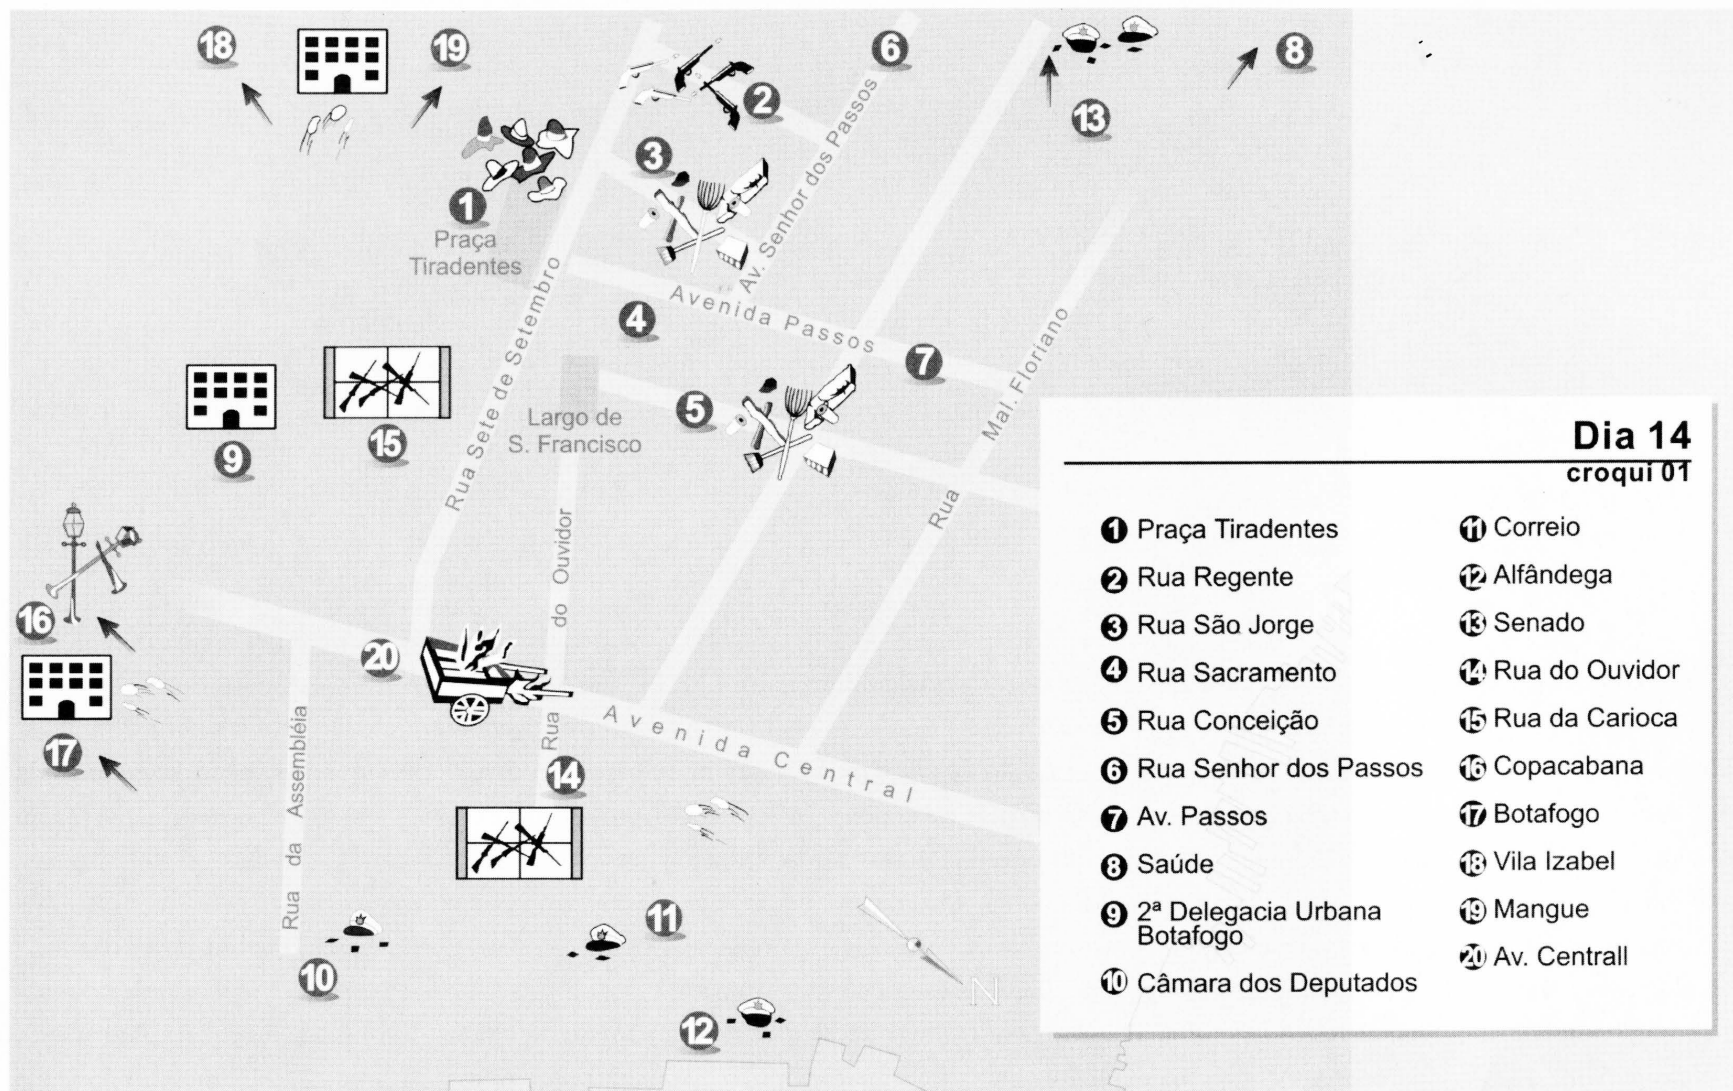 18
19
6
8
2
13
3
1
Praça
Tiradentes
Av. Senhor dos Passos
Rua Sete de Setembro
4
Avenida Passos
7
Mal. Floriano
Rua
9
15
Largo de
S. Francisco
5
16
do Ouvidor
Rua
20
17
Rua da Assembléia
Avenida Central
14
10
11
12
N
Dia 14
croqui 01
1 Praça Tiradentes
2 Rua Regente
3 Rua São Jorge
4 Rua Sacramento
5 Rua Conceição
6 Rua Senhor dos Passos
7 Av. Passos
8 Saúde
9 2ª Delegacia Urbana
Botafogo
10 Câmara dos Deputados
11 Correio
12 Alfândega
13 Senado
14 Rua do Ouvidor
15 Rua da Carioca
16 Copacabana
17 Botafogo
18 Vila Izabel
19 Mangue
20 Av. Centrall